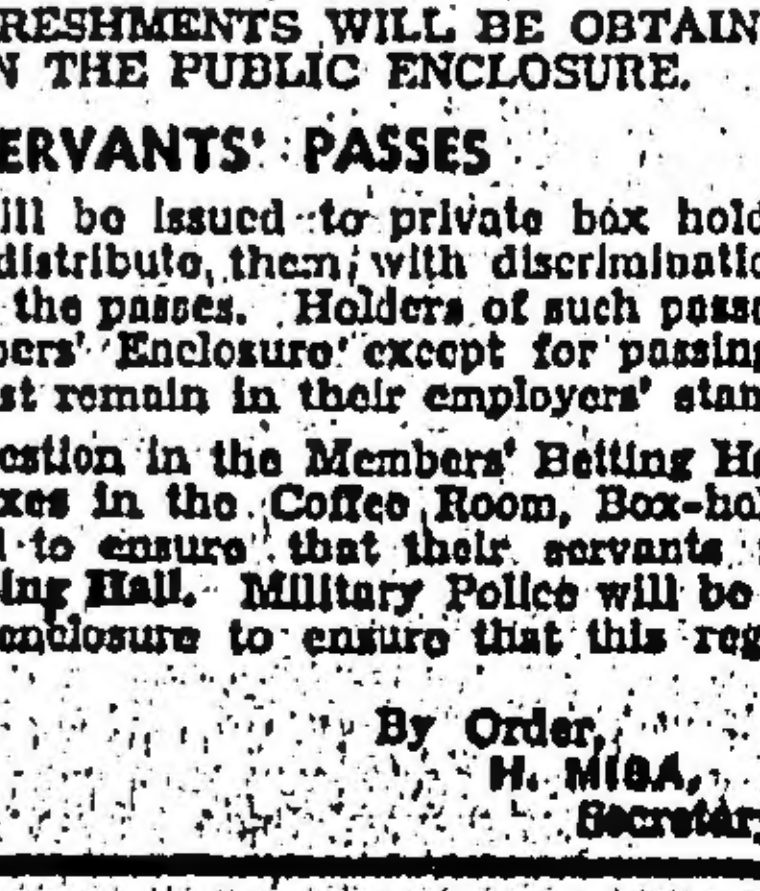 RESHMENTS WILL BE OBTAIN
N THE PUBLIC ENCLOSURE.
ERVANTS' PASSES
ill be issued to private box hold
distribute, them, with discriminatio
the passes. Holders of such passe
bers' Enclosure except for passing
st remain in their employers' stan
estion in the Members' Betting Ha
xes in the Coffee Room, Box-hol
l to ensure that their servants
ing Hall. Military Police will be
enclosure to ensure that this reg
By Order,
H. MISA,
Secretary